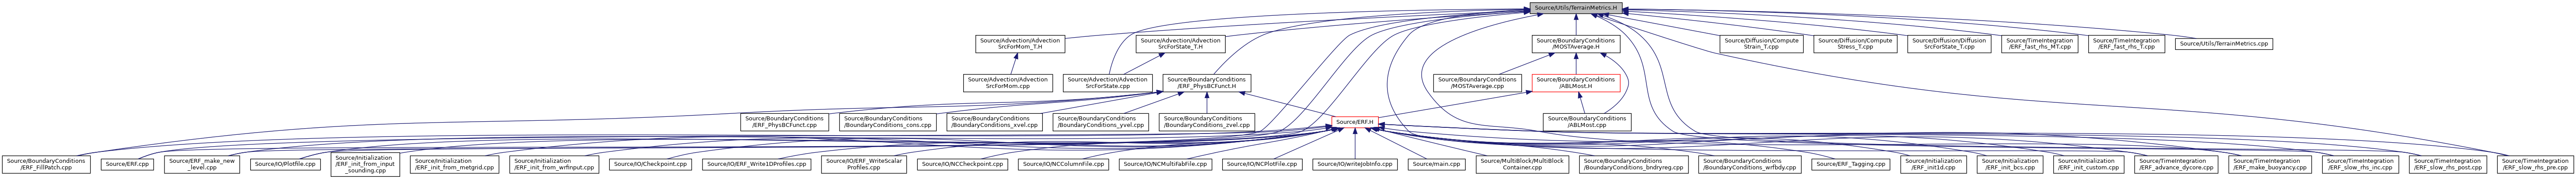 Source/Utils/TerrainMetrics.H
Source/Advection/Advection
SrcForMom_T.H
Source/Advection/Advection
SrcForState_T.H
Source/BoundaryConditions
/MOSTAverage.H
Source/Diffusion/Compute
Strain_T.cpp
Source/Diffusion/Compute
Stress_T.cpp
Source/Diffusion/Diffusion
SrcForState_T.cpp
Source/TimeIntegration
/ERF_fast_rhs_MT.cpp
Source/TimeIntegration
/ERF_fast_rhs_T.cpp
Source/Utils/TerrainMetrics.cpp
Source/Advection/Advection
SrcForMom.cpp
Source/Advection/Advection
SrcForState.cpp
Source/BoundaryConditions
/ERF_PhysBCFunct.H
Source/BoundaryConditions
/MOSTAverage.cpp
Source/BoundaryConditions
/ABLMost.H
Source/BoundaryConditions
/ERF_PhysBCFunct.cpp
Source/BoundaryConditions
/BoundaryConditions_cons.cpp
Source/BoundaryConditions
/BoundaryConditions_xvel.cpp
Source/BoundaryConditions
/BoundaryConditions_yvel.cpp
Source/BoundaryConditions
/BoundaryConditions_zvel.cpp
Source/ERF.H
Source/BoundaryConditions
/ABLMost.cpp
Source/BoundaryConditions
/ERF_FillPatch.cpp
Source/ERF.cpp
Source/ERF_make_new
_level.cpp
Source/IO/Plotfile.cpp
Source/Initialization
/ERF_init_from_input
_sounding.cpp
Source/Initialization
/ERF_init_from_metgrid.cpp
Source/Initialization
/ERF_init_from_wrfinput.cpp
Source/IO/Checkpoint.cpp
Source/IO/ERF_Write1DProfiles.cpp
Source/IO/ERF_WriteScalar
Profiles.cpp
Source/IO/NCCheckpoint.cpp
Source/IO/NCColumnFile.cpp
Source/IO/NCMultiFabFile.cpp
Source/IO/NCPlotFile.cpp
Source/IO/writeJobInfo.cpp
Source/main.cpp
Source/MultiBlock/MultiBlock
Container.cpp
Source/BoundaryConditions
/BoundaryConditions_bndryreg.cpp
Source/BoundaryConditions
/BoundaryConditions_wrfbdy.cpp
Source/ERF_Tagging.cpp
Source/Initialization
/ERF_init1d.cpp
Source/Initialization
/ERF_init_bcs.cpp
Source/Initialization
/ERF_init_custom.cpp
Source/TimeIntegration
/ERF_advance_dycore.cpp
Source/TimeIntegration
/ERF_make_buoyancy.cpp
Source/TimeIntegration
/ERF_slow_rhs_inc.cpp
Source/TimeIntegration
/ERF_slow_rhs_post.cpp
Source/TimeIntegration
/ERF_slow_rhs_pre.cpp